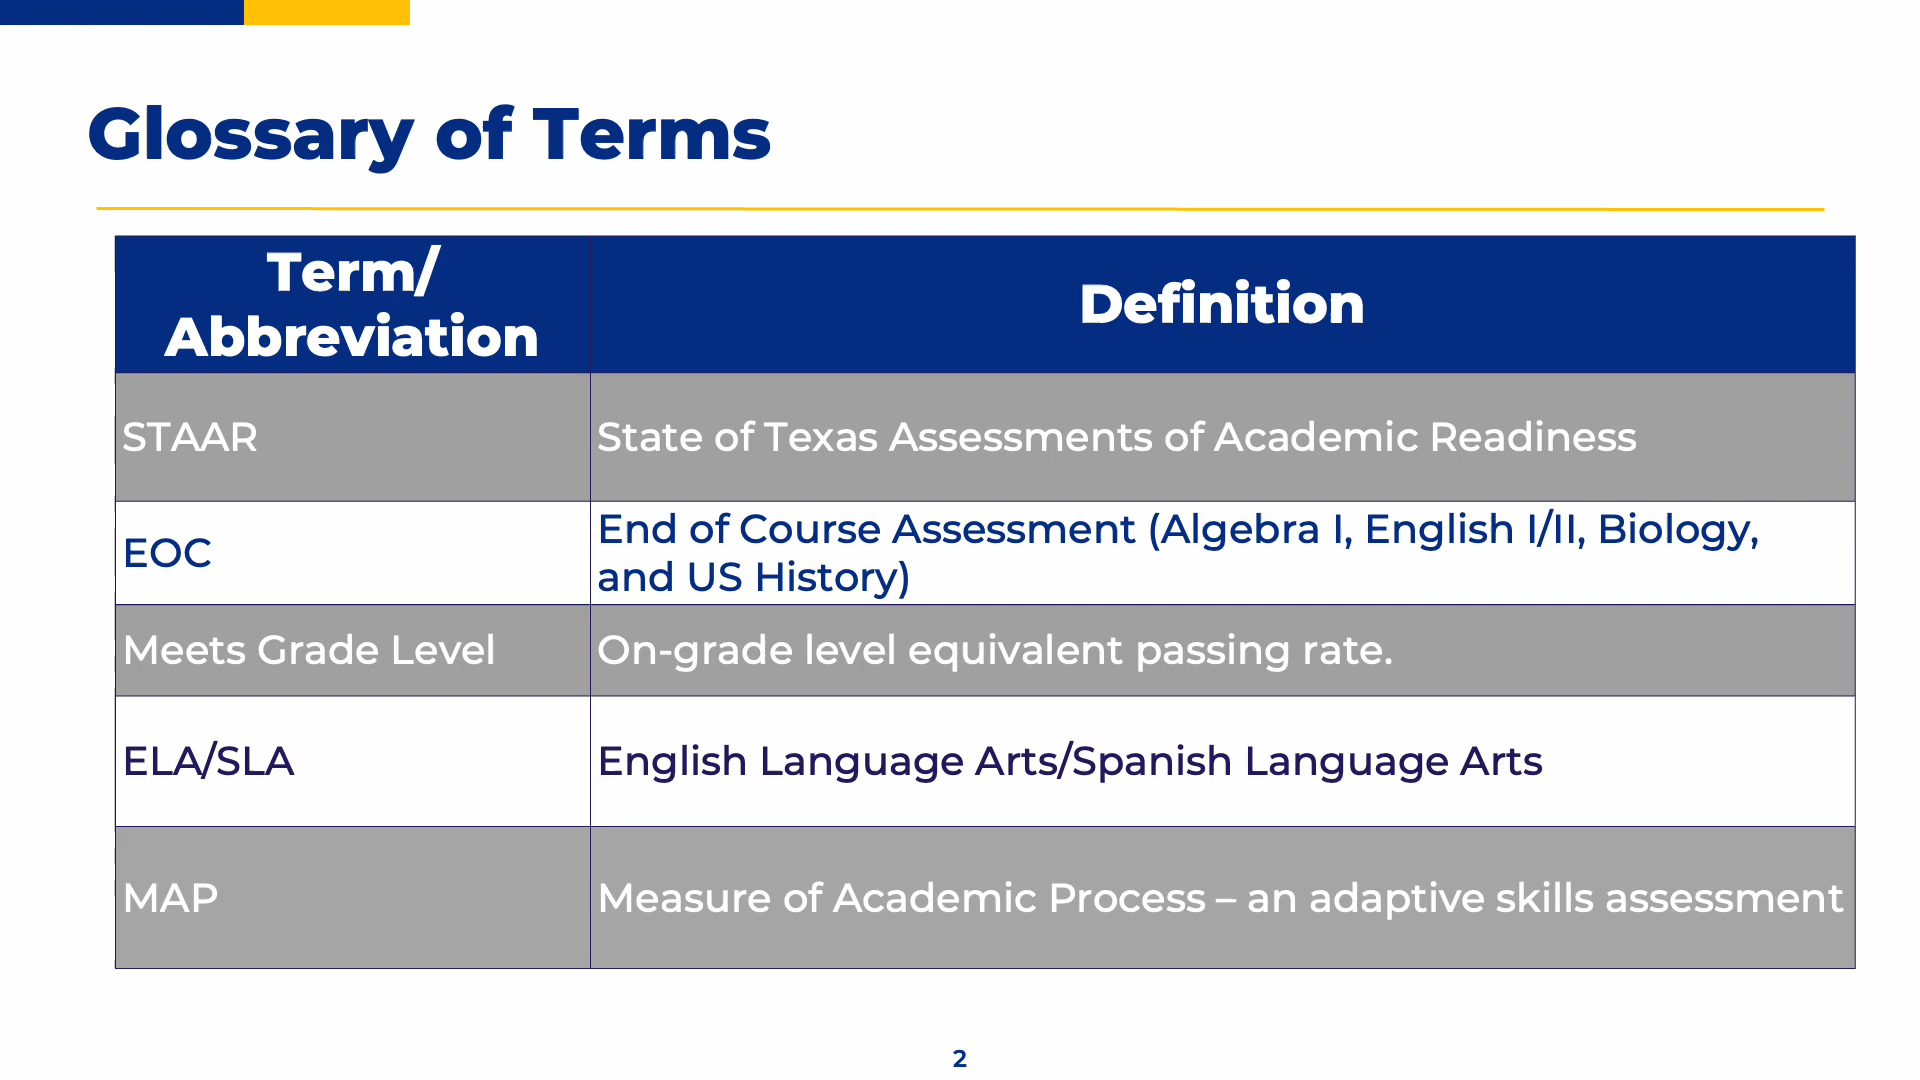 Glossary of Terms
Term/
Abbreviation
Definition
STAAR
State of Texas Assessments of Academic Readiness
EOC
End of Course Assessment (Algebra I, English I/II, Biology,
and US History)
Meets Grade Level
On-grade level equivalent passing rate.
ELA/SLA
English Language Arts/Spanish Language Arts
MAP
Measure of Academic Process – an adaptive skills assessment
2